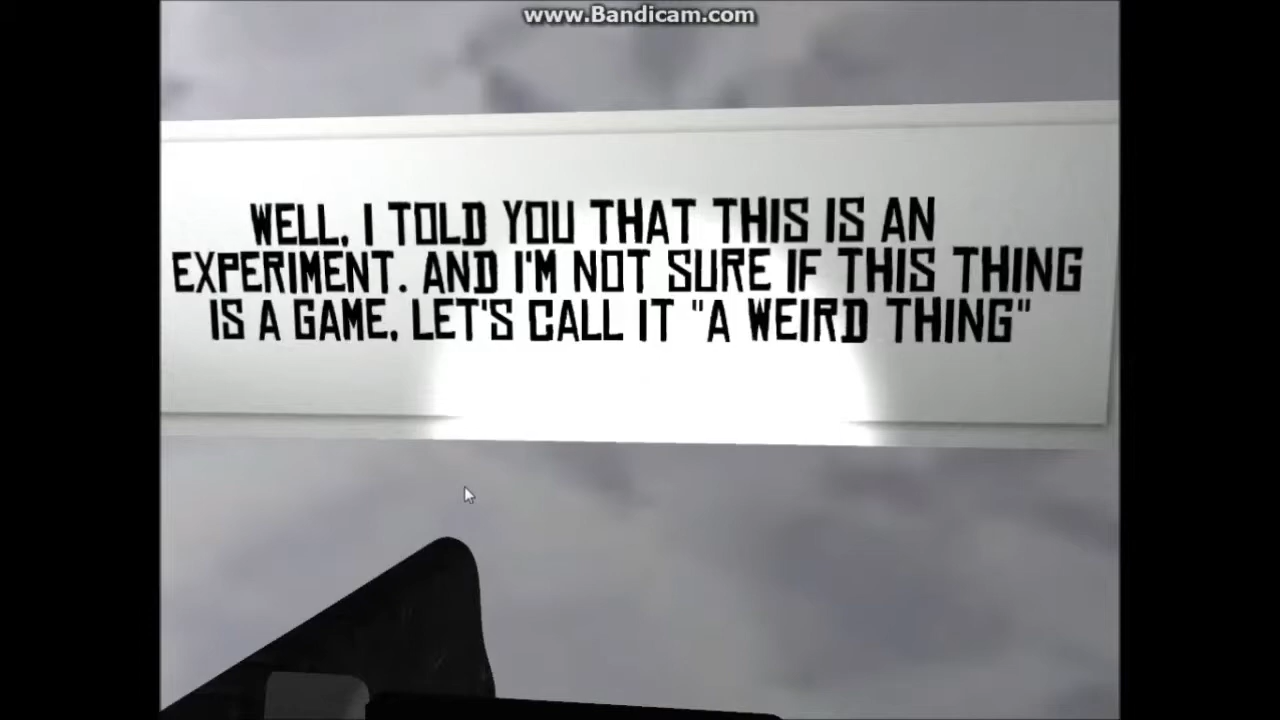 www.Bandicam.com
WELL, I TOLD YOU THAT THIS IS AN
EXPERIMENT. AND I'M NOT SURE IF THIS THING
IS A GAME. LET'S CALL IT "A WEIRD THING"